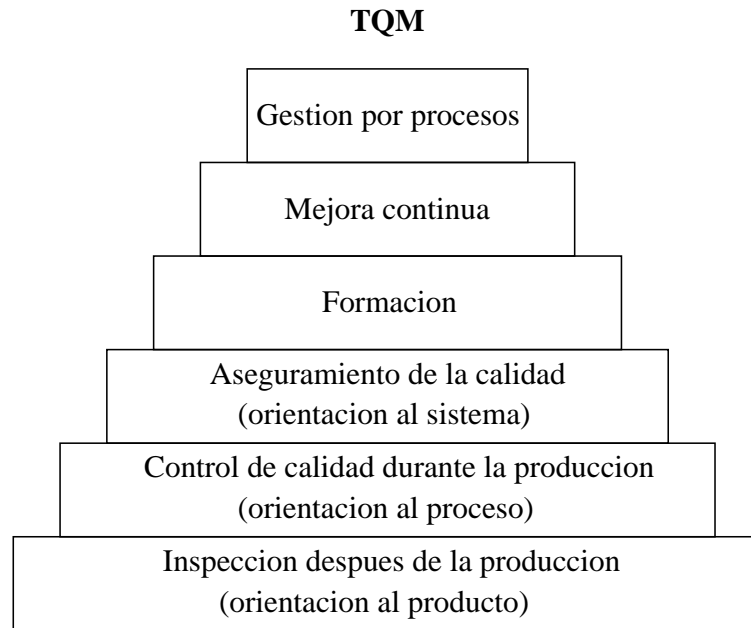 TQM
Gestion por procesos
Mejora continua
Formacion
Aseguramiento de la calidad
(orientacion al sistema)
Control de calidad durante la produccion
(orientacion al proceso)
Inspeccion despues de la produccion
(orientacion al producto)